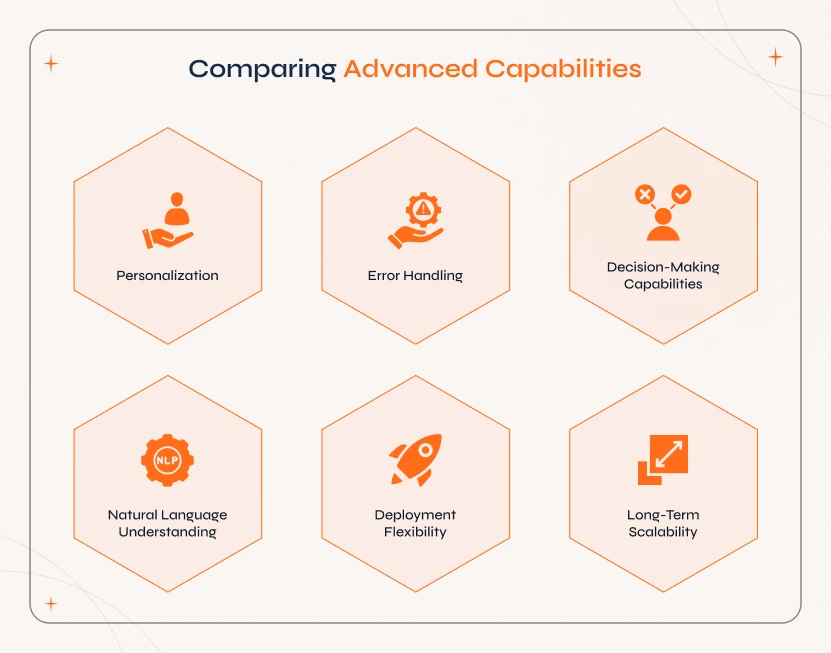 Comparing Advanced Capabilities
Personalization
Error Handling
Decision-Making
Capabilities
NLP
Natural Language
Understanding
Deployment
Flexibility
Long-Term
Scalability